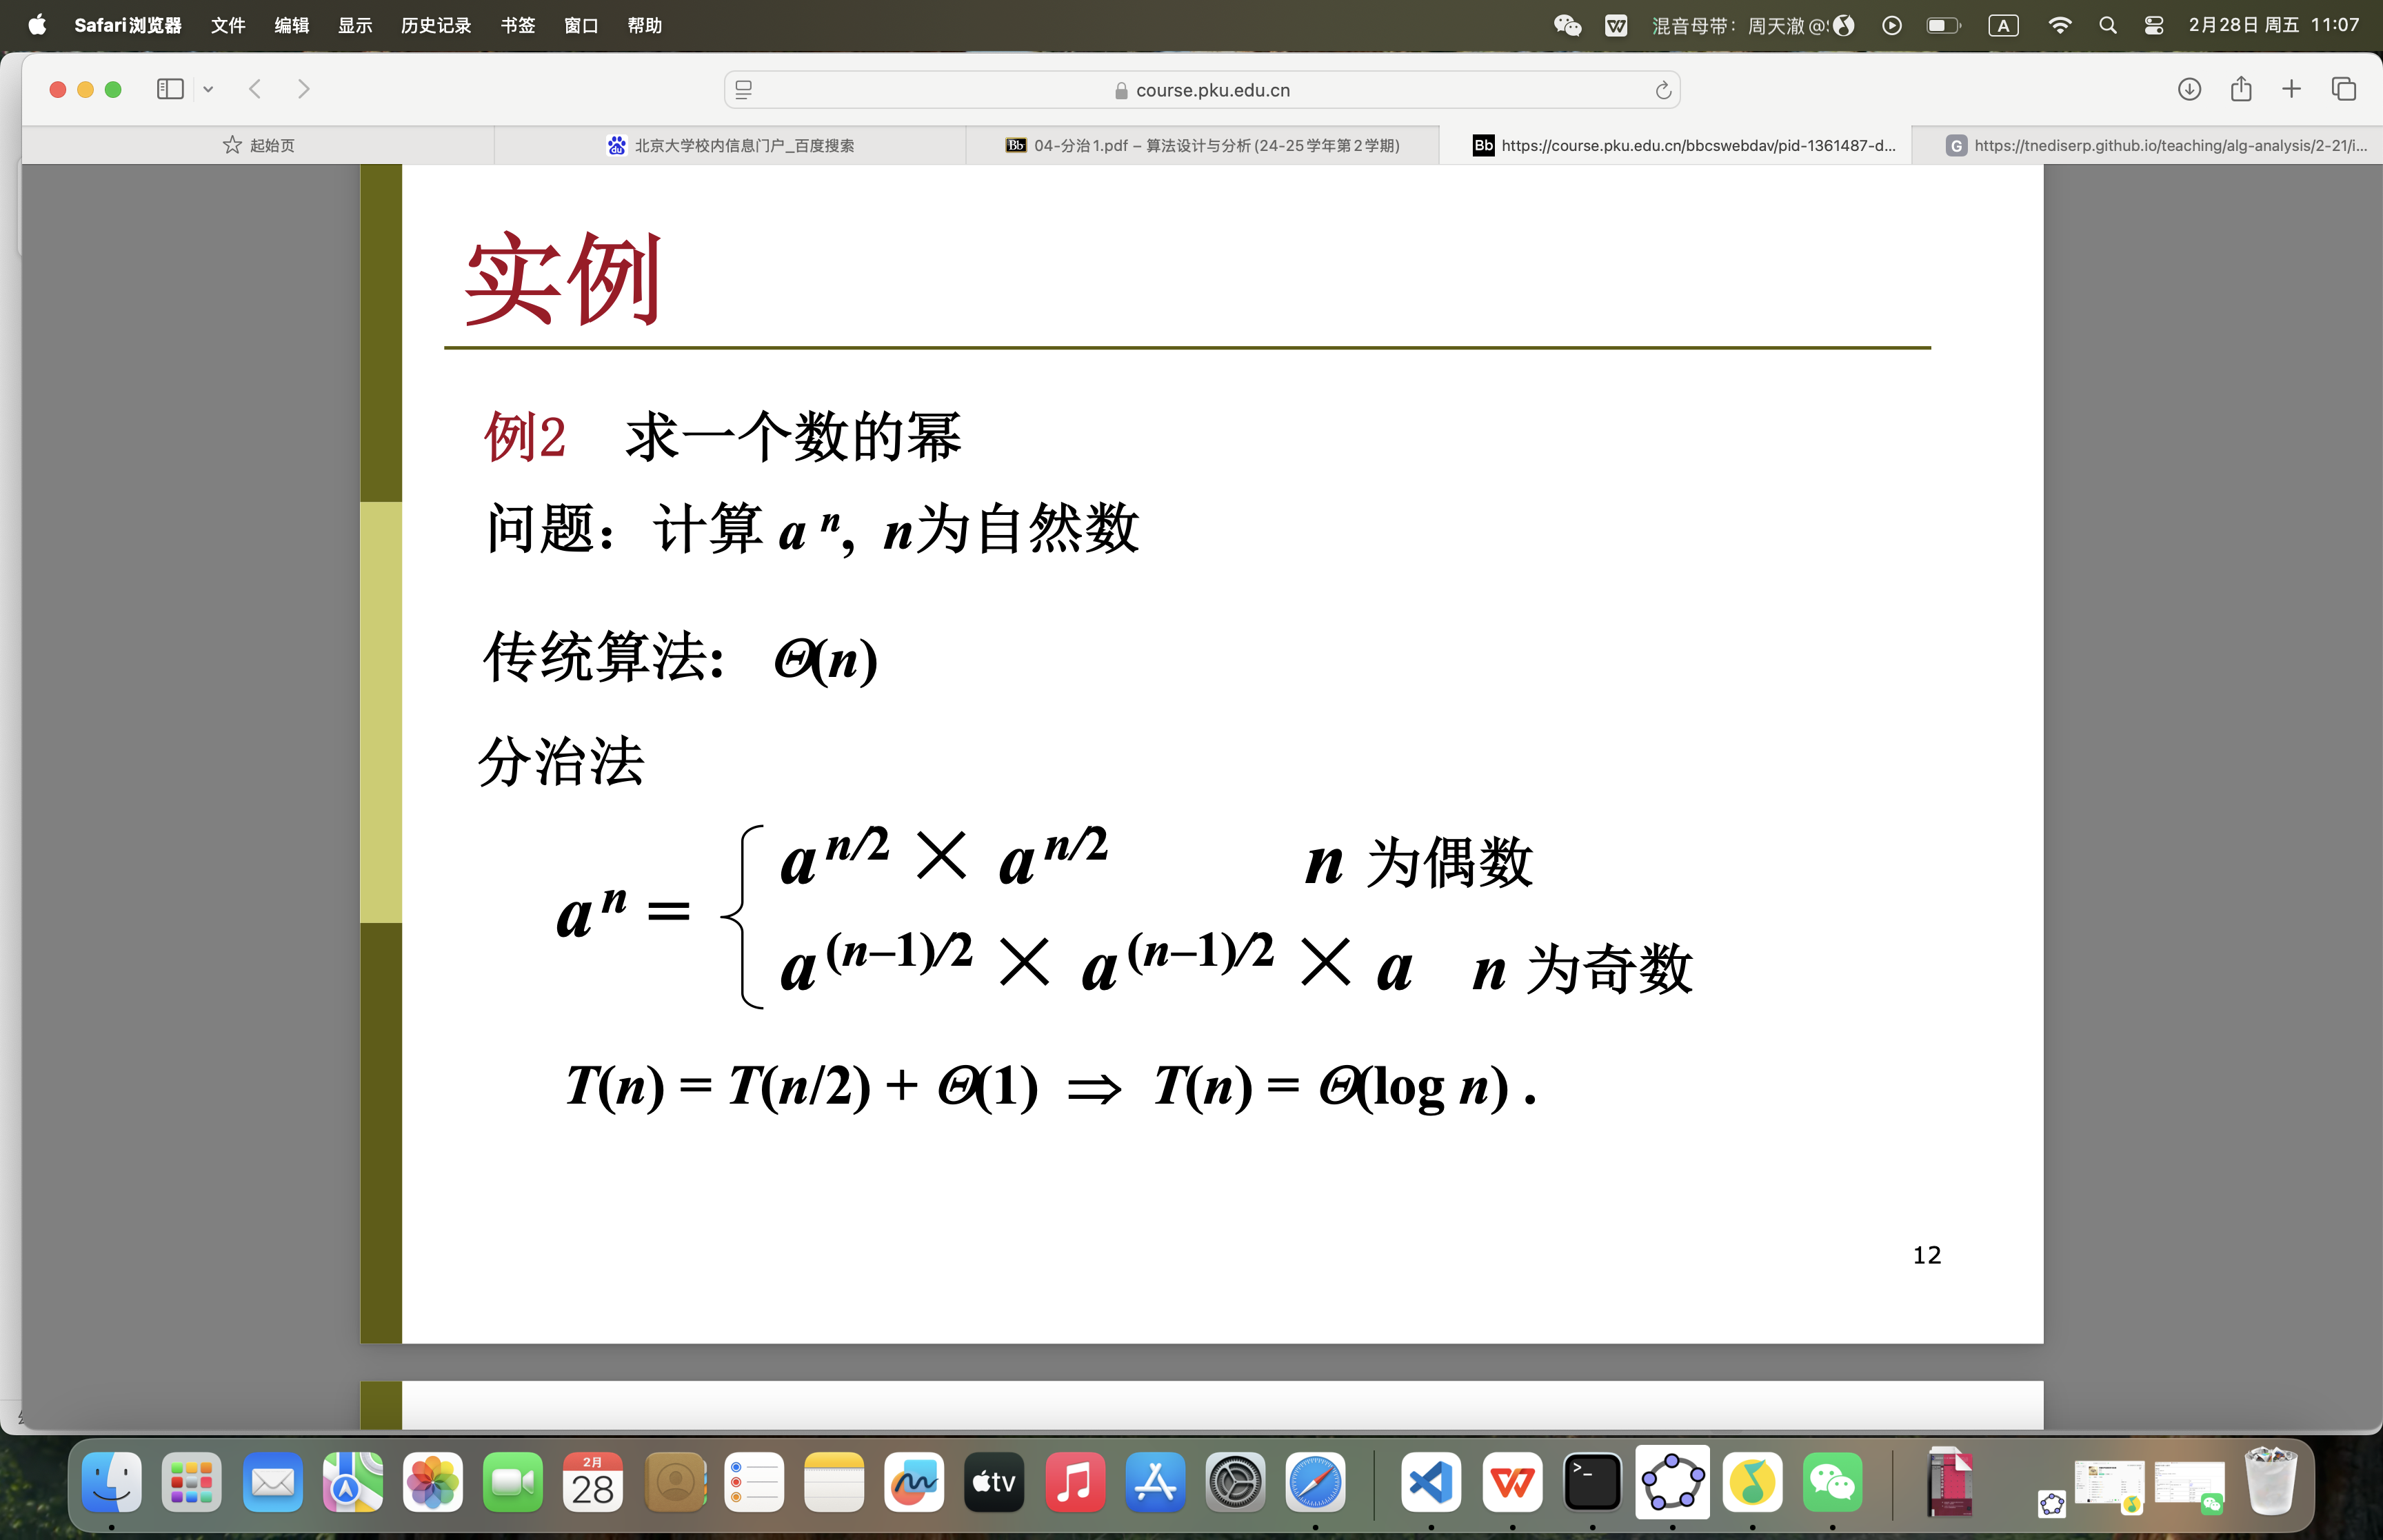 Safari浏览器 文件 编辑 显示 历史记录 书签 窗口 帮助 混音母带：周天澈 A 2月28日 周五 11:07
course.pku.edu.cn
起始页 北京大学校内信息门户_百度搜索 04-分治1.pdf – 算法设计与分析(24-25学年第2学期) https://course.pku.edu.cn/bbcswebdav/pid-1361487-d... https://tnediserp.github.io/teaching/alg-analysis/2-21/i...
实例
例2 求一个数的幂
问题：计算 a^n, n为自然数
传统算法: Θ(n)
分治法
a^n = { a^{n/2} × a^{n/2} n 为偶数
a^{(n–1)/2} × a^{(n–1)/2} × a n 为奇数
T(n) = T(n/2) + Θ(1) ⇒ T(n) = Θ(log n) .
12
2月
28
tv